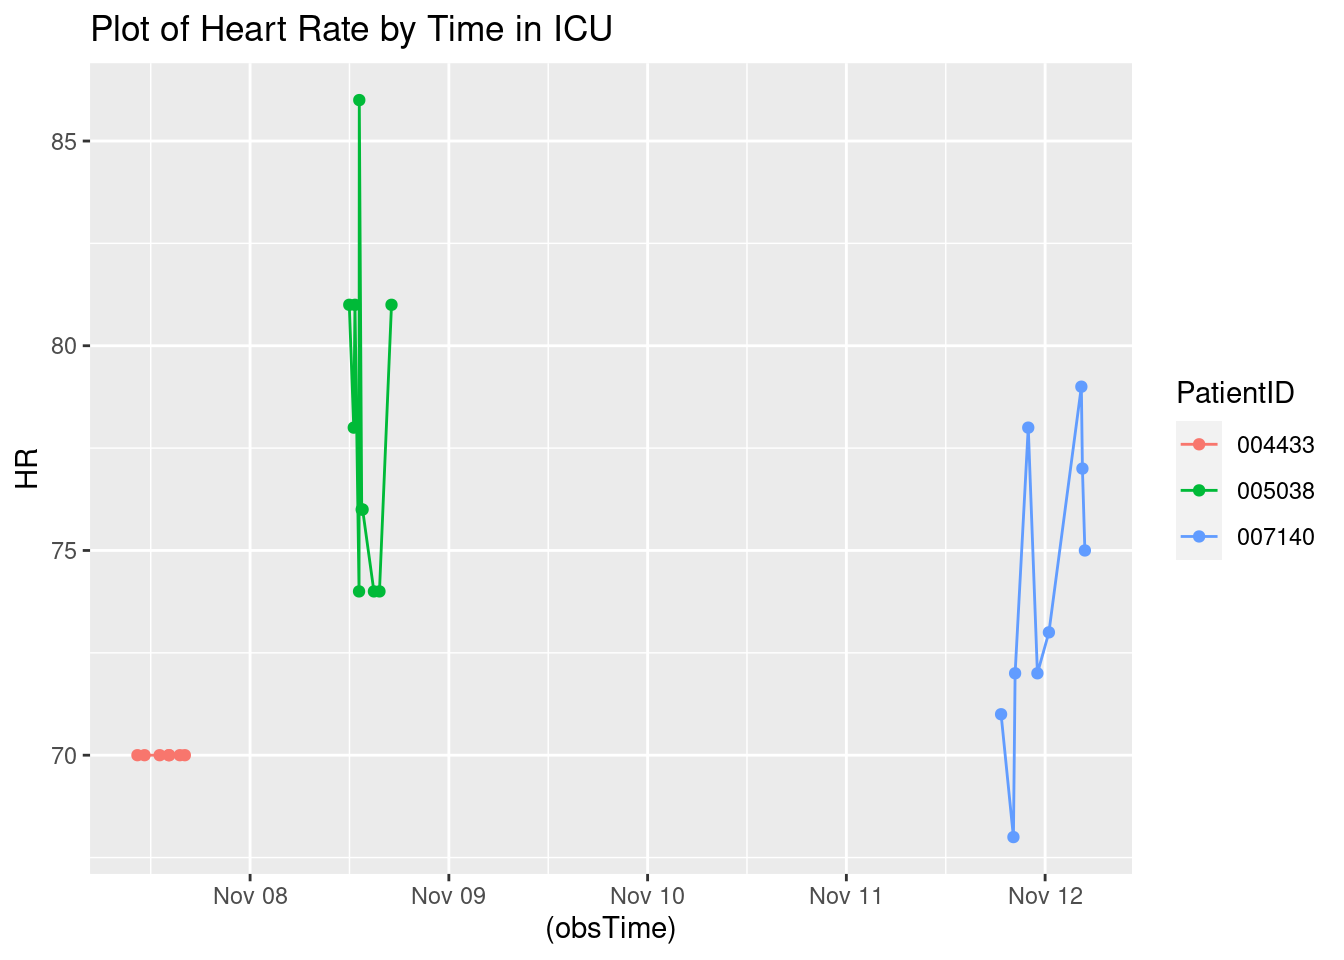 Plot of Heart Rate by Time in ICU
85
80
75
70
HR
Nov 08 Nov 09 Nov 10 Nov 11 Nov 12
(obsTime)
PatientID
004433
005038
007140